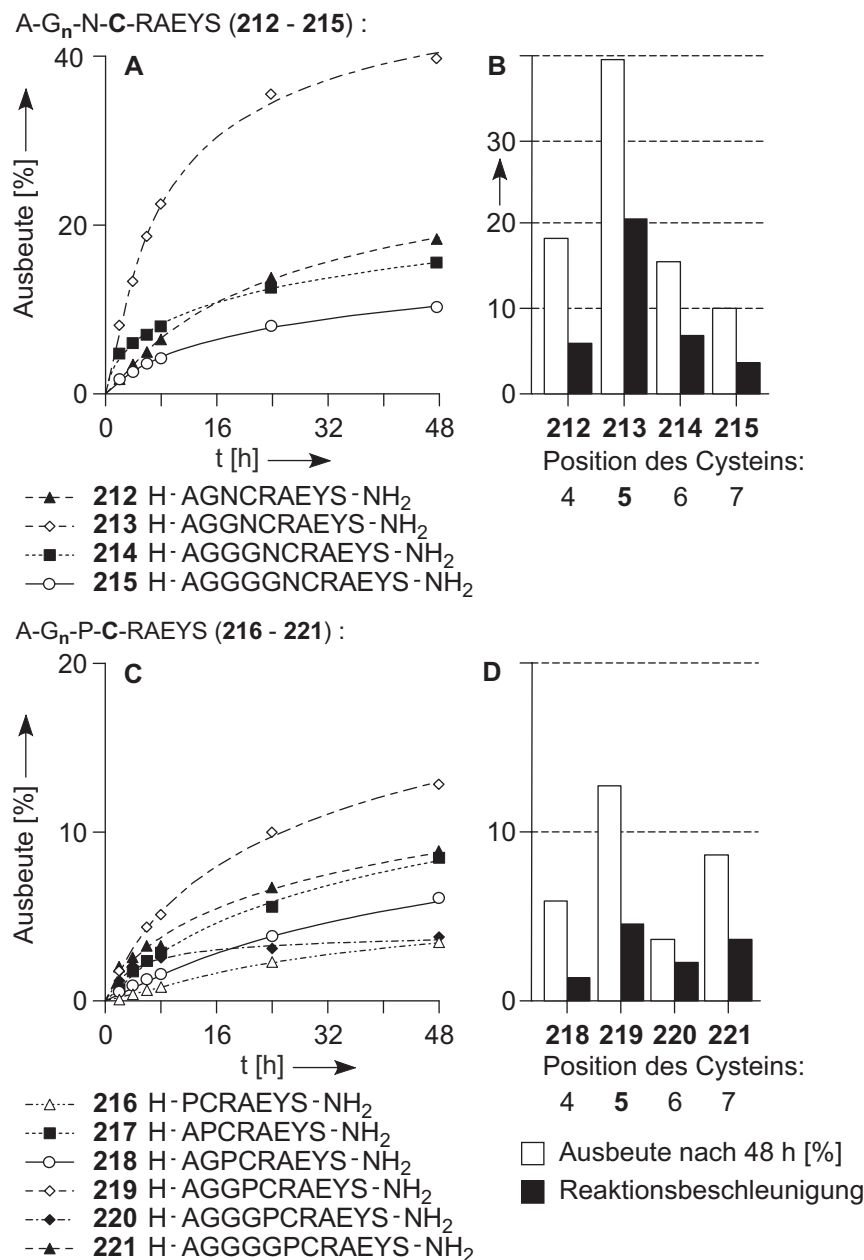 A-Gn-N-C-RAEYS (212 - 215) :
A
Ausbeute [%]
40
20
0
0 16 32 48
t [h]
B
30
20
10
0
212 213 214 215
Position des Cysteins:
4 5 6 7
212 H-AGNCRAEYS-NH2
213 H-AGGNCRAEYS-NH2
214 H-AGGGNCRAEYS-NH2
215 H-AGGGGNCRAEYS-NH2
A-Gn-P-C-RAEYS (216 - 221) :
C
Ausbeute [%]
20
10
0
0 16 32 48
t [h]
D
10
0
218 219 220 221
Position des Cysteins:
4 5 6 7
216 H-PCRAEYS-NH2
217 H-APCRAEYS-NH2
218 H-AGPCRAEYS-NH2
219 H-AGGPCRAEYS-NH2
220 H-AGGGPCRAEYS-NH2
221 H-AGGGGPCRAEYS-NH2
Ausbeute nach 48 h [%]
Reaktionsbeschleunigung